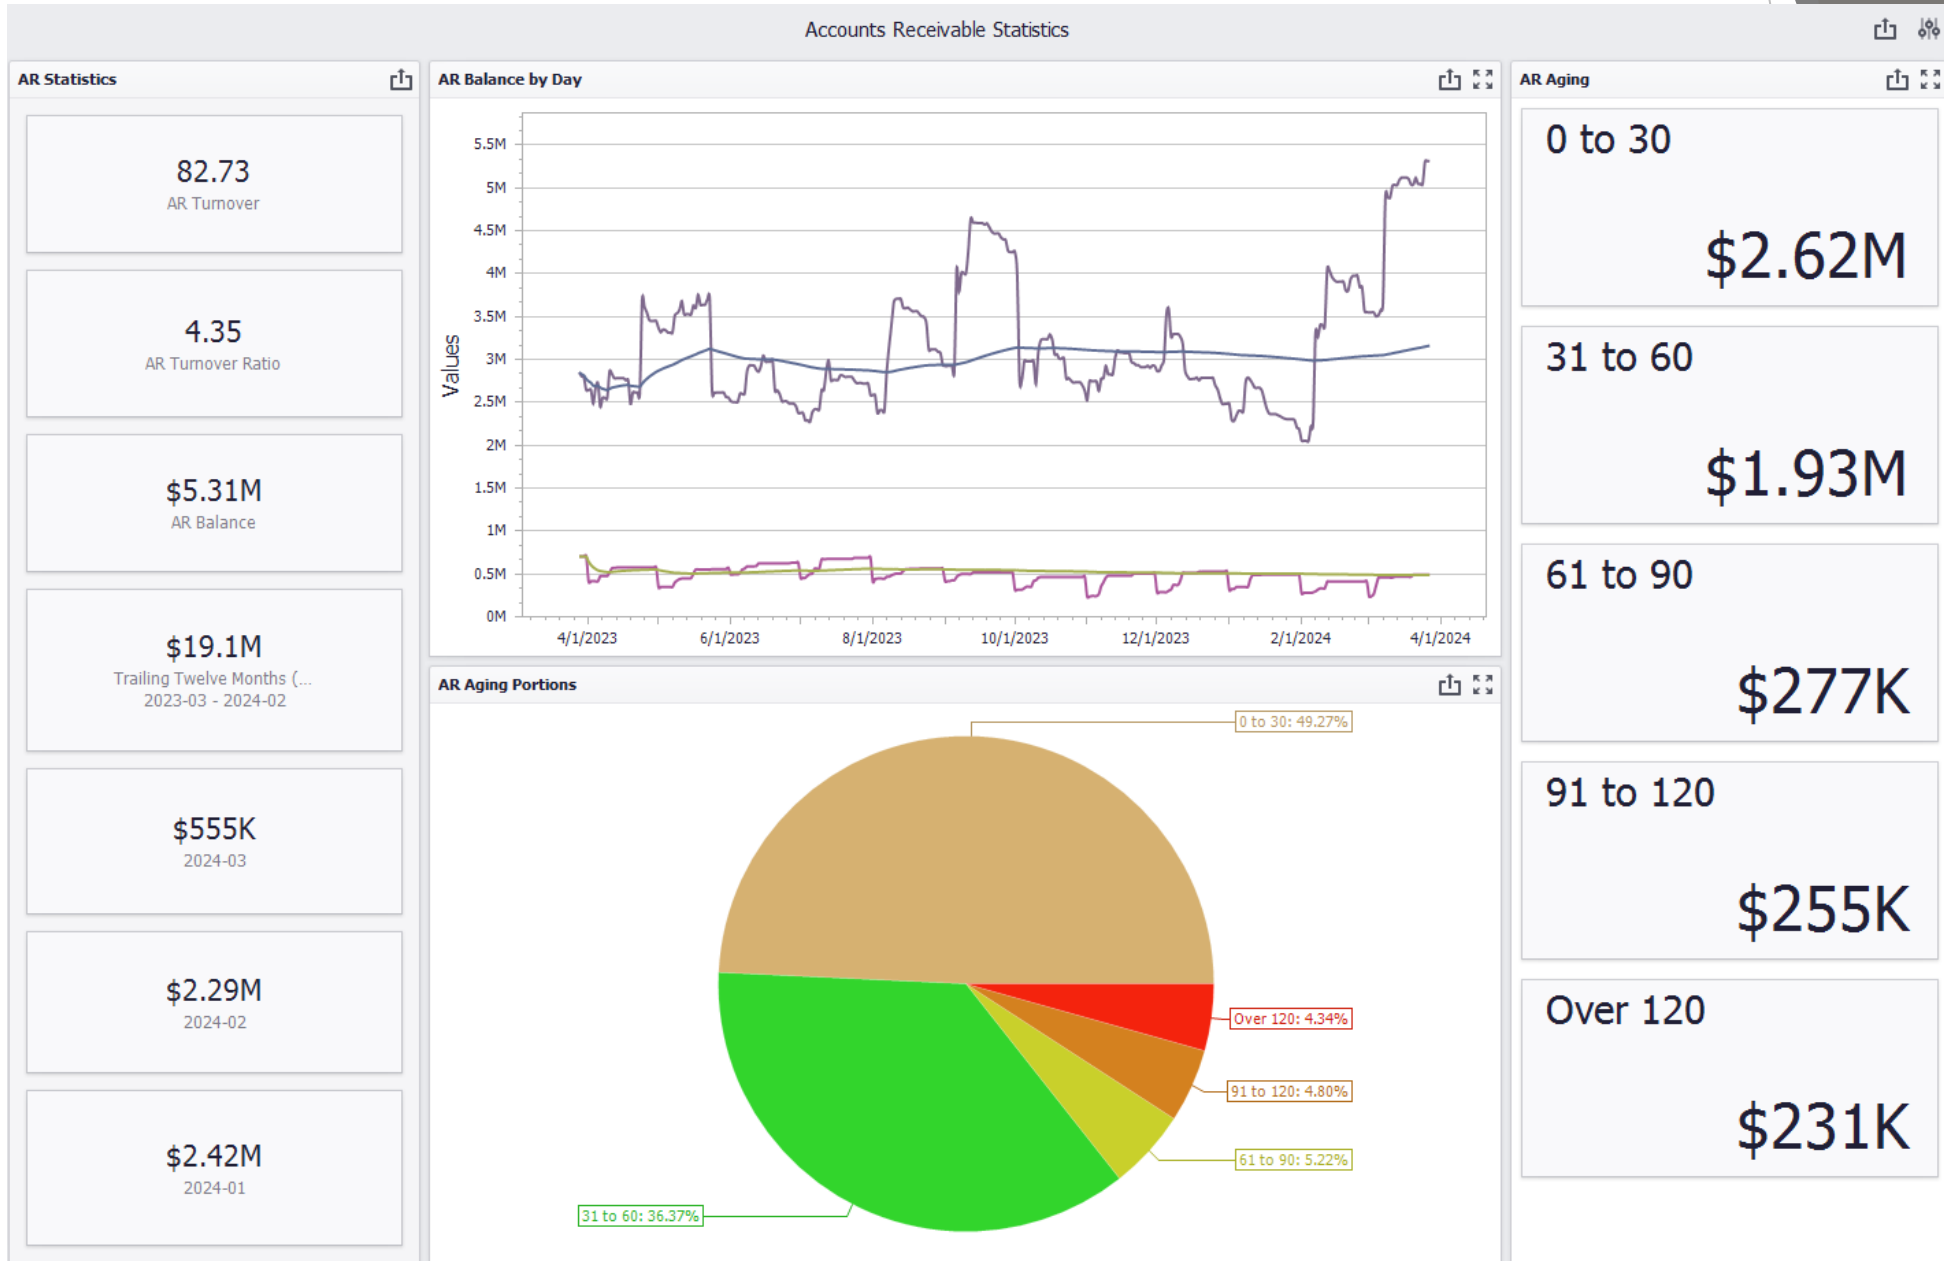 Accounts Receivable Statistics
AR Statistics
82.73
AR Turnover
4.35
AR Turnover Ratio
$5.31M
AR Balance
$19.1M
Trailing Twelve Months (...
2023-03 - 2024-02
$555K
2024-03
$2.29M
2024-02
$2.42M
2024-01
AR Balance by Day
Values
5.5M
5M
4.5M
4M
3.5M
3M
2.5M
2M
1.5M
1M
0.5M
0M
4/1/2023 6/1/2023 8/1/2023 10/1/2023 12/1/2023 2/1/2024 4/1/2024
AR Aging Portions
0 to 30: 49.27%
Over 120: 4.34%
91 to 120: 4.80%
61 to 90: 5.22%
31 to 60: 36.37%
AR Aging
0 to 30
$2.62M
31 to 60
$1.93M
61 to 90
$277K
91 to 120
$255K
Over 120
$231K